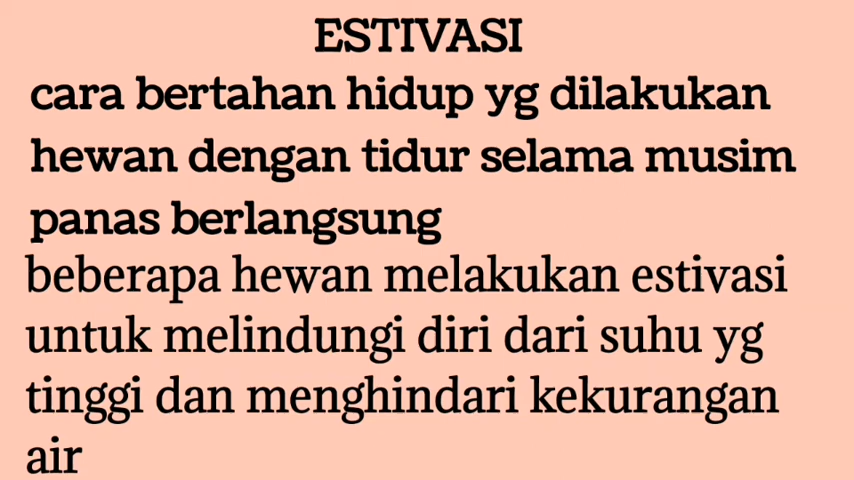 ESTIVASI
cara bertahan hidup yg dilakukan
hewan dengan tidur selama musim
panas berlangsung
beberapa hewan melakukan estivasi
untuk melindungi diri dari suhu yg
tinggi dan menghindari kekurangan
air